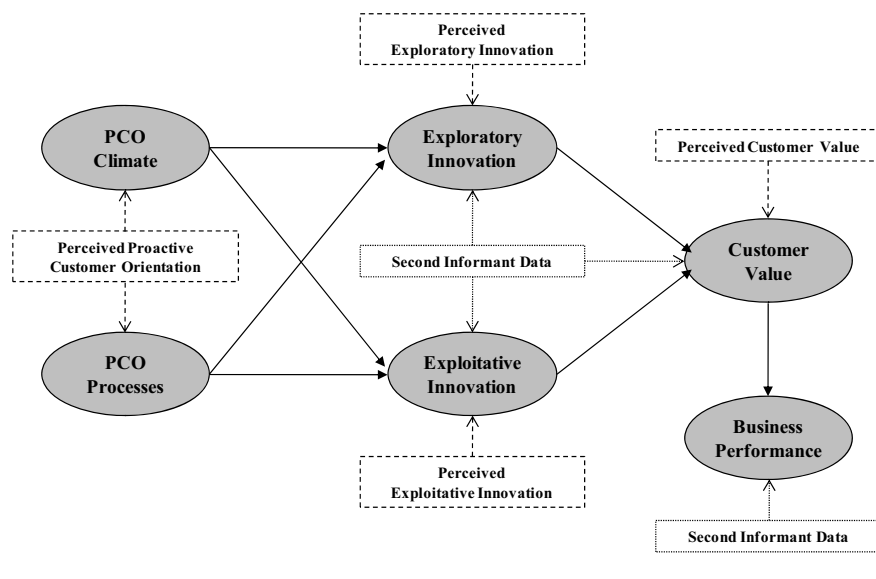 Perceived
Exploratory Innovation
PCO
Climate
Exploratory
Innovation
Perceived Customer Value
Perceived Proactive
Customer Orientation
Second Informant Data
Customer
Value
PCO
Processes
Exploitative
Innovation
Business
Performance
Perceived
Exploitative Innovation
Second Informant Data